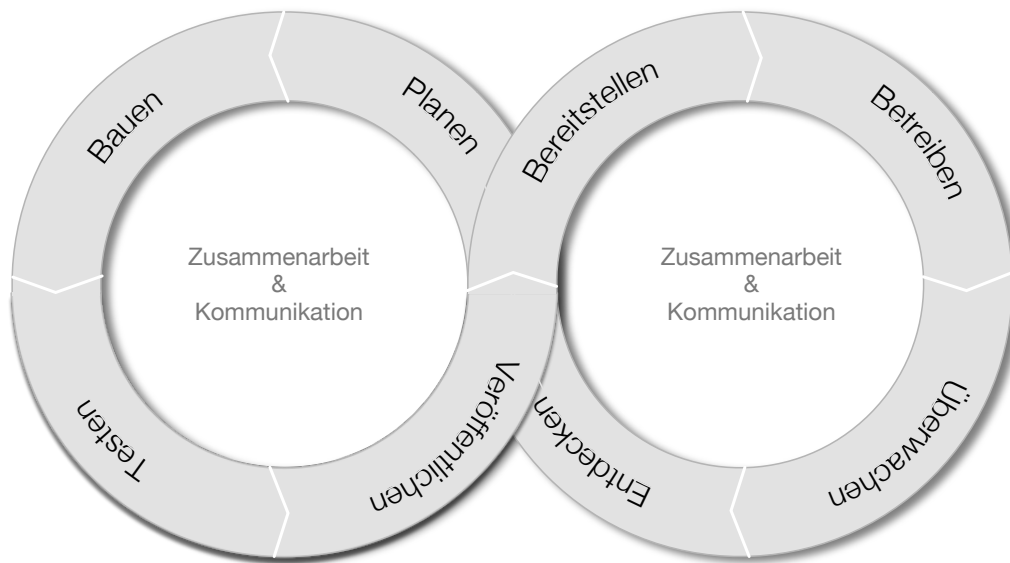 Bauen
Planen
Bereitstellen
Betreiben
Zusammenarbeit
&
Kommunikation
Zusammenarbeit
&
Kommunikation
Testen
Veröffentlichen
Entdecken
Überwachen